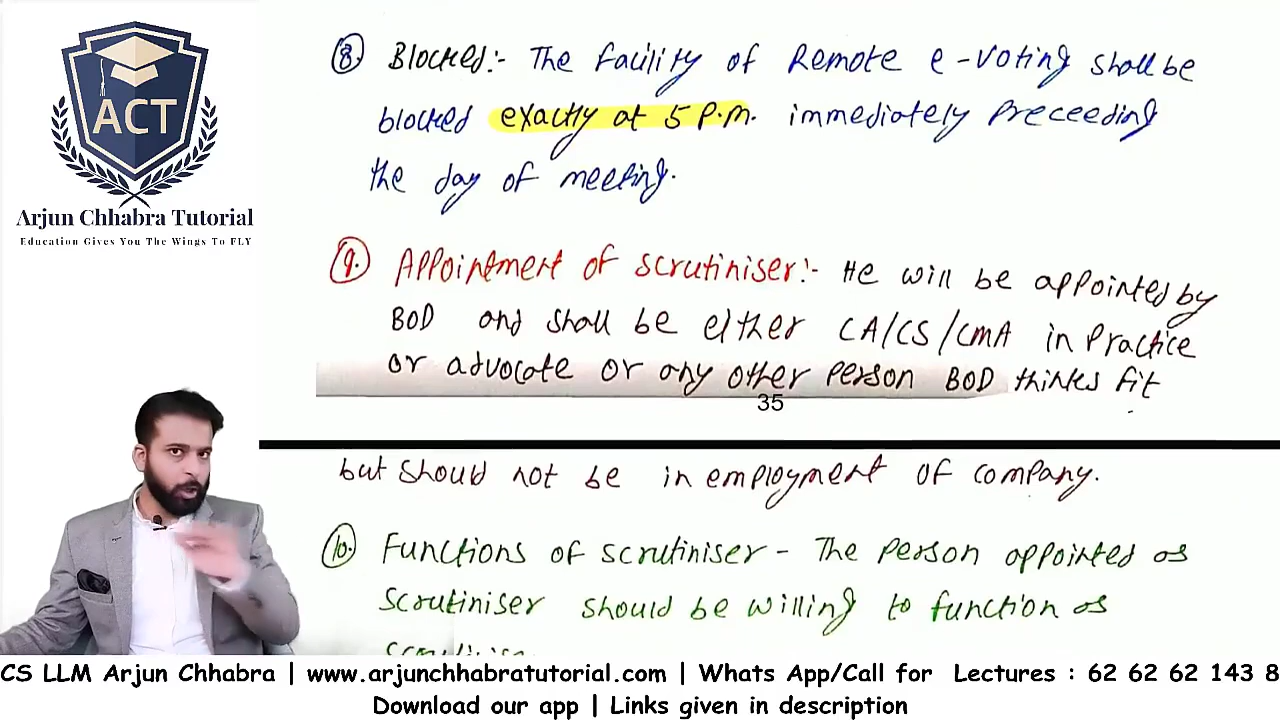 ACT
Arjun Chhabra Tutorial
Education Gives You The Wings To FLY
8. Blocked:- The facility of Remote e-voting shall be
blocked exactly at 5 P.m. immediately Preceeding
the day of meeting.
9. Appointment of scrutiniser:- He will be appointed by
BOD and shall be either CA/CS/CMA in Practice
or advocate or any other Person BOD thinks fit
35
but should not be in employment of company.
10. Functions of scrutiniser - The Person appointed as
scrutiniser should be willing to function as
CS LLM Arjun Chhabra | www.arjunchhabratutorial.com | Whats App/Call for Lectures : 62 62 62 143 8
Download our app | Links given in description